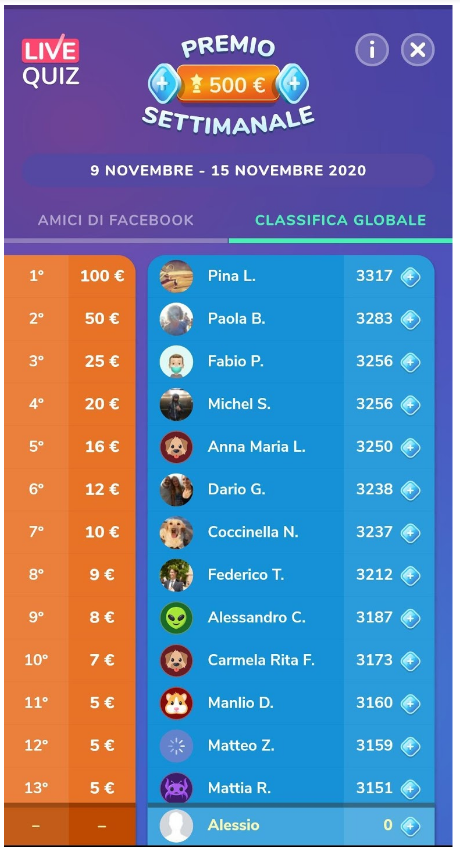 LIVE
QUIZ
PREMIO
500 €
SETTIMANALE
i
9 NOVEMBRE - 15 NOVEMBRE 2020
AMICI DI FACEBOOK CLASSIFICA GLOBALE
1° 100 € Pina L. 3317
2° 50 € Paola B. 3283
3° 25 € Fabio P. 3256
4° 20 € Michel S. 3256
5° 16 € Anna Maria L. 3250
6° 12 € Dario G. 3238
7° 10 € Coccinella N. 3237
8° 9 € Federico T. 3212
9° 8 € Alessandro C. 3187
10° 7 € Carmela Rita F. 3173
11° 5 € Manlio D. 3160
12° 5 € Matteo Z. 3159
13° 5 € Mattia R. 3151
– – Alessio 0